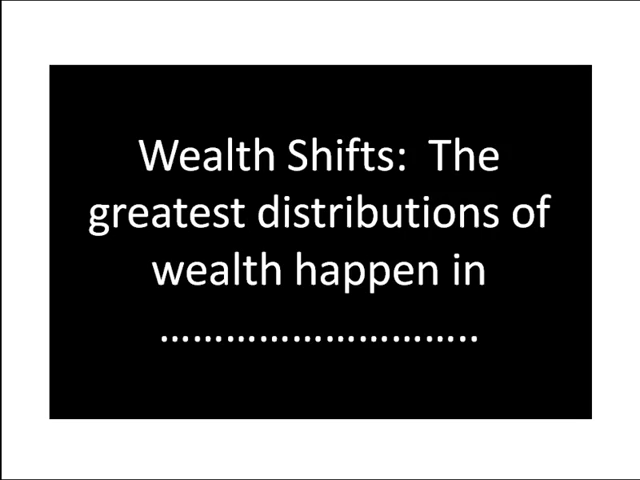 Wealth Shifts:  The
greatest distributions of
wealth happen in
…………………………..